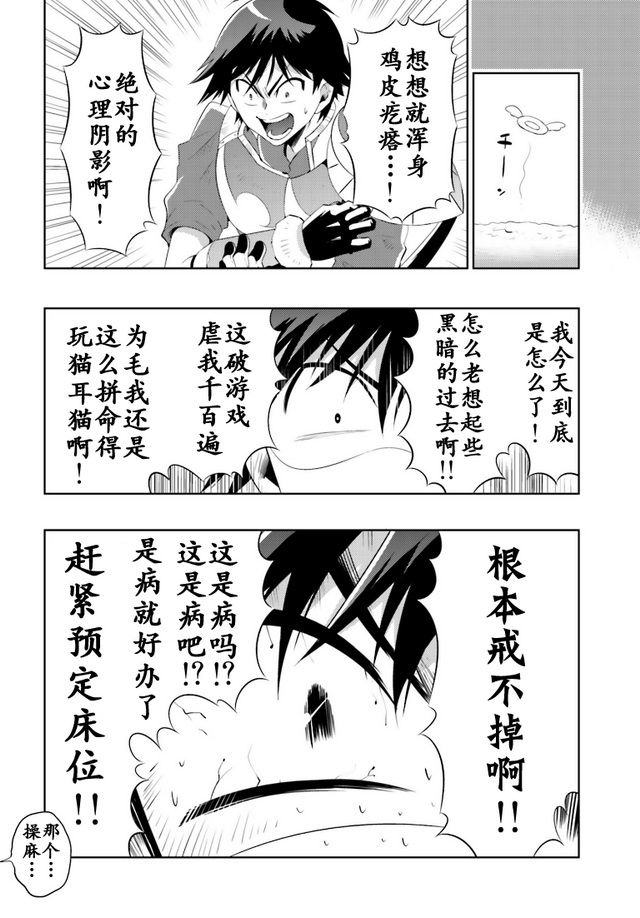 チーン
想想就浑身
鸡皮疙瘩…！
绝对的
心理阴影啊！
我今天到底
是怎么了！
怎么老想起些
黑暗的过去啊!!
这破游戏
虐我千百遍
为毛我还是
这么拼命得
玩猫耳猫啊！
根本戒不掉啊!!
这是病吗!?
这是病吧!?
是病就好办了
赶紧预定床位!!
那个…
操麻…